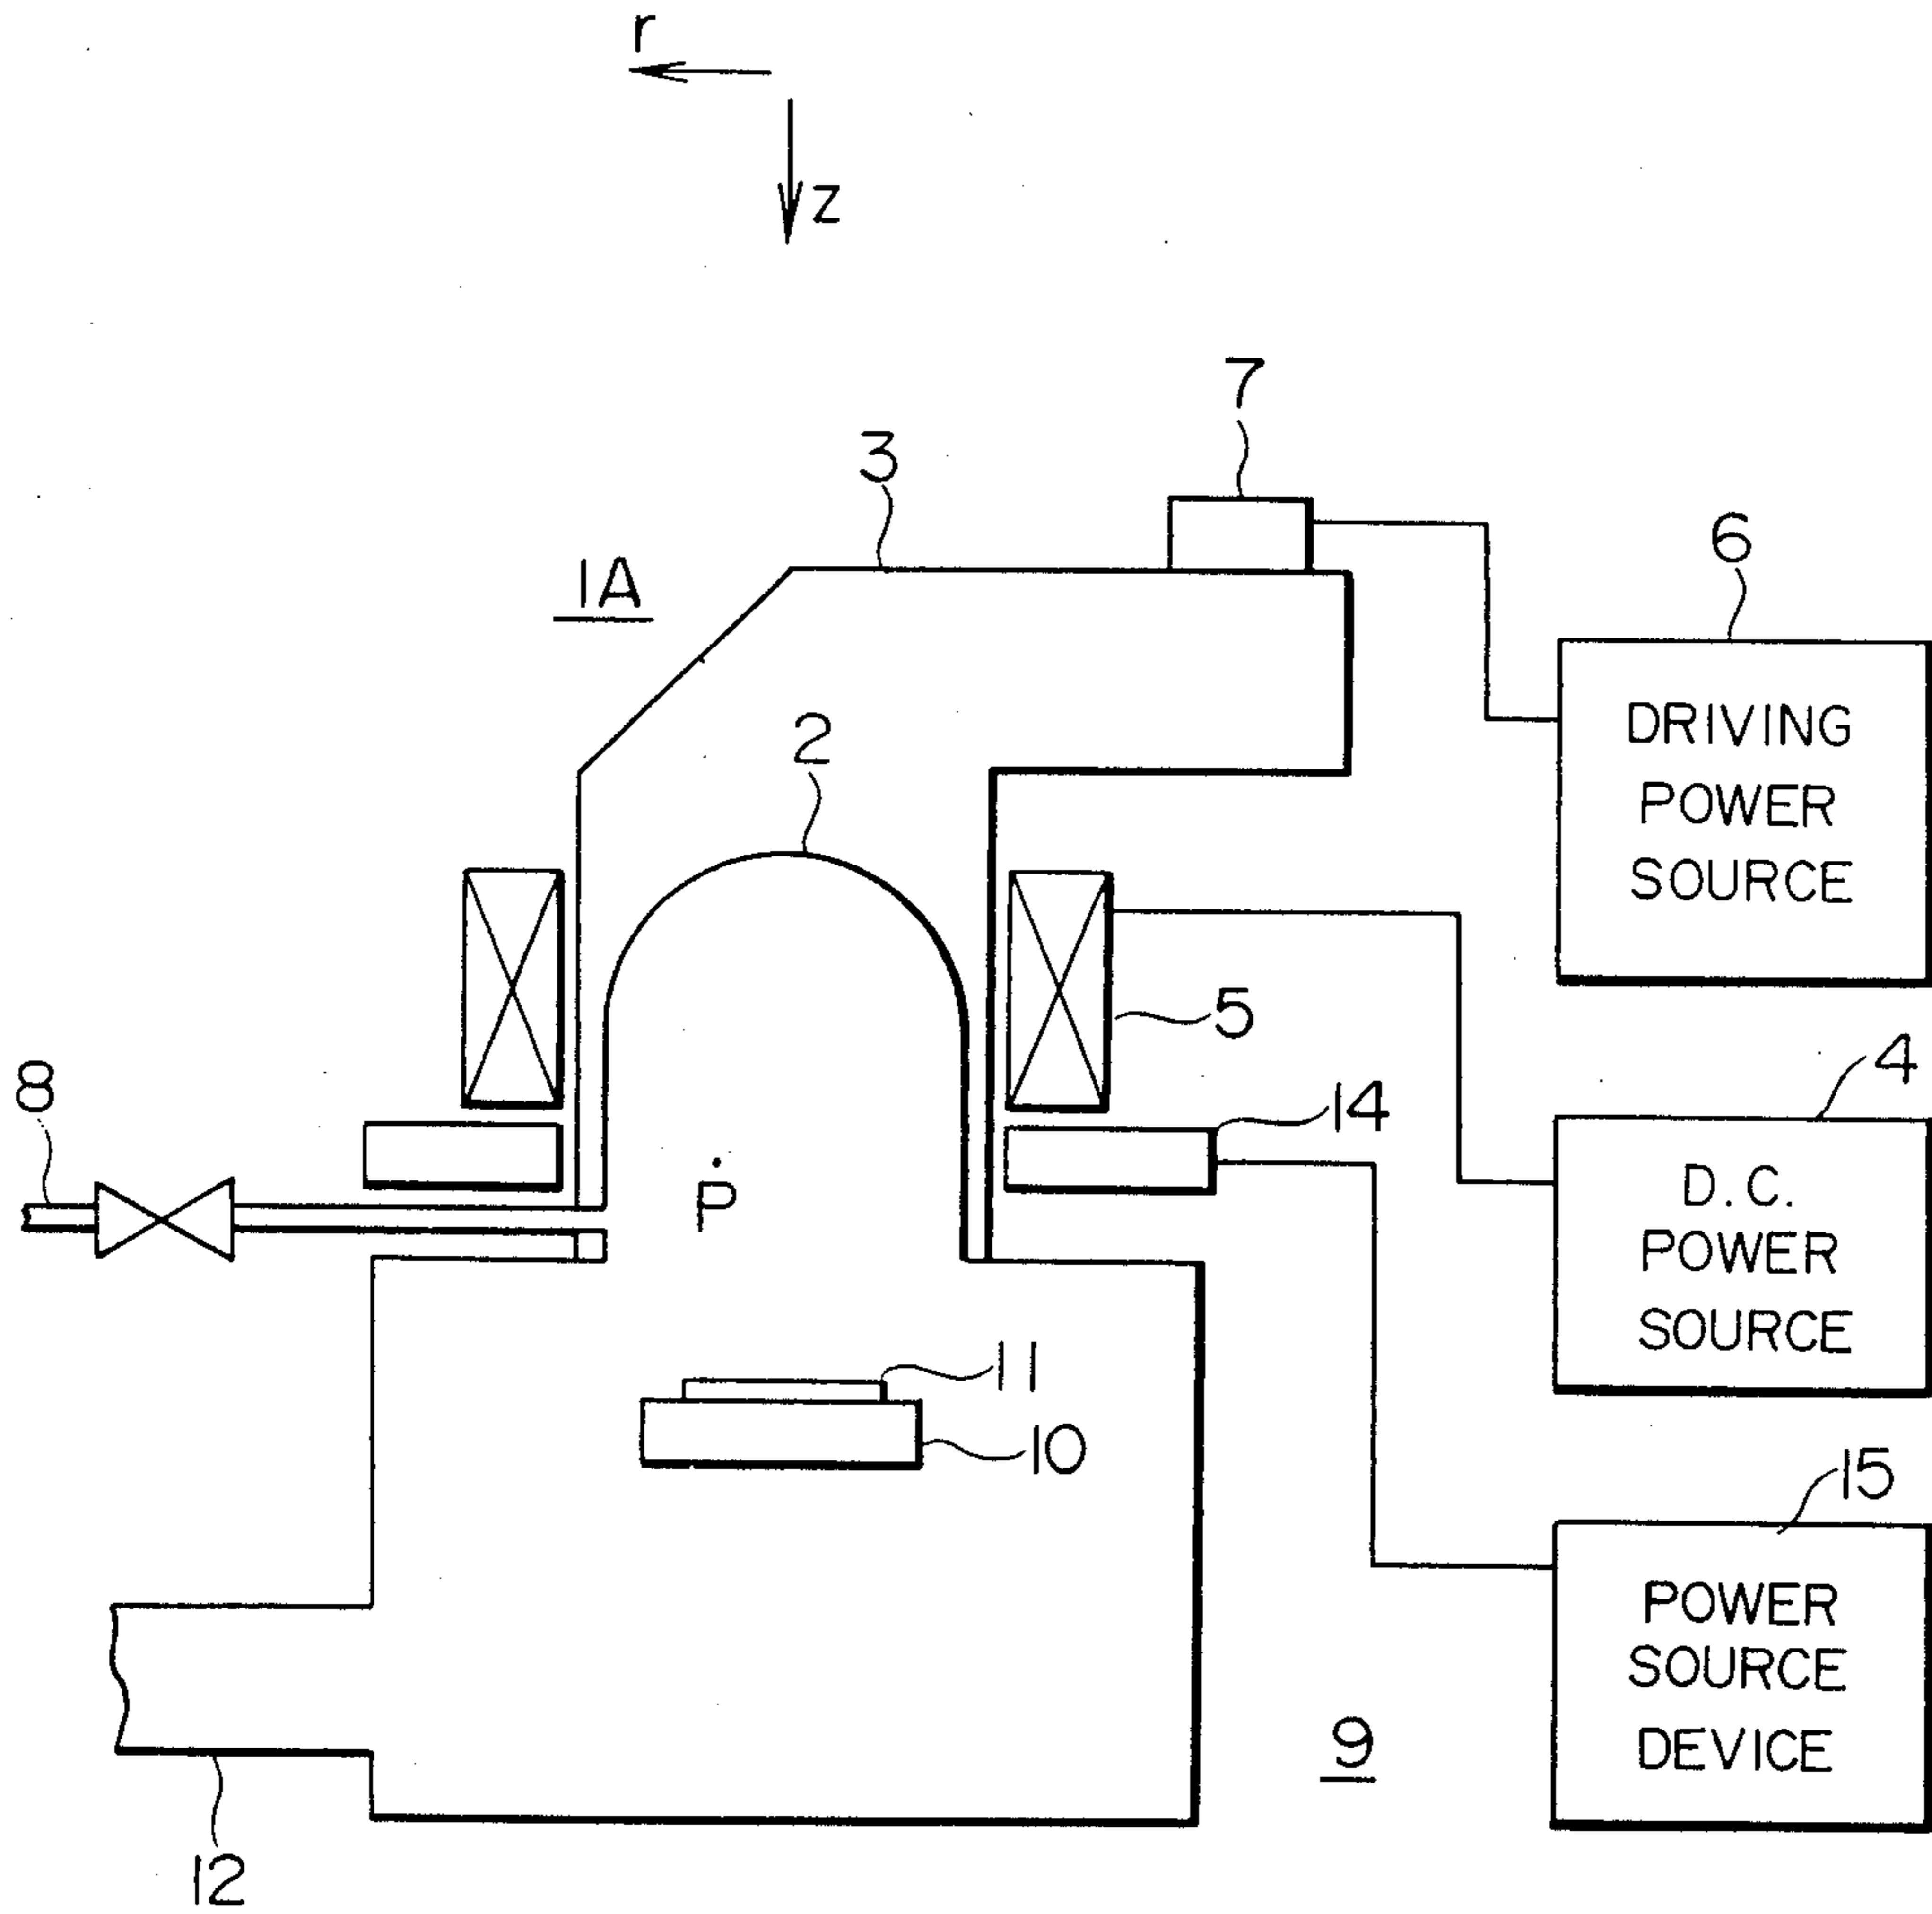 r
z
7
3
6
1A
DRIVING
POWER
SOURCE
2
5
8
4
14
P
D.C.
POWER
SOURCE
11
10
15
POWER
SOURCE
DEVICE
9
12